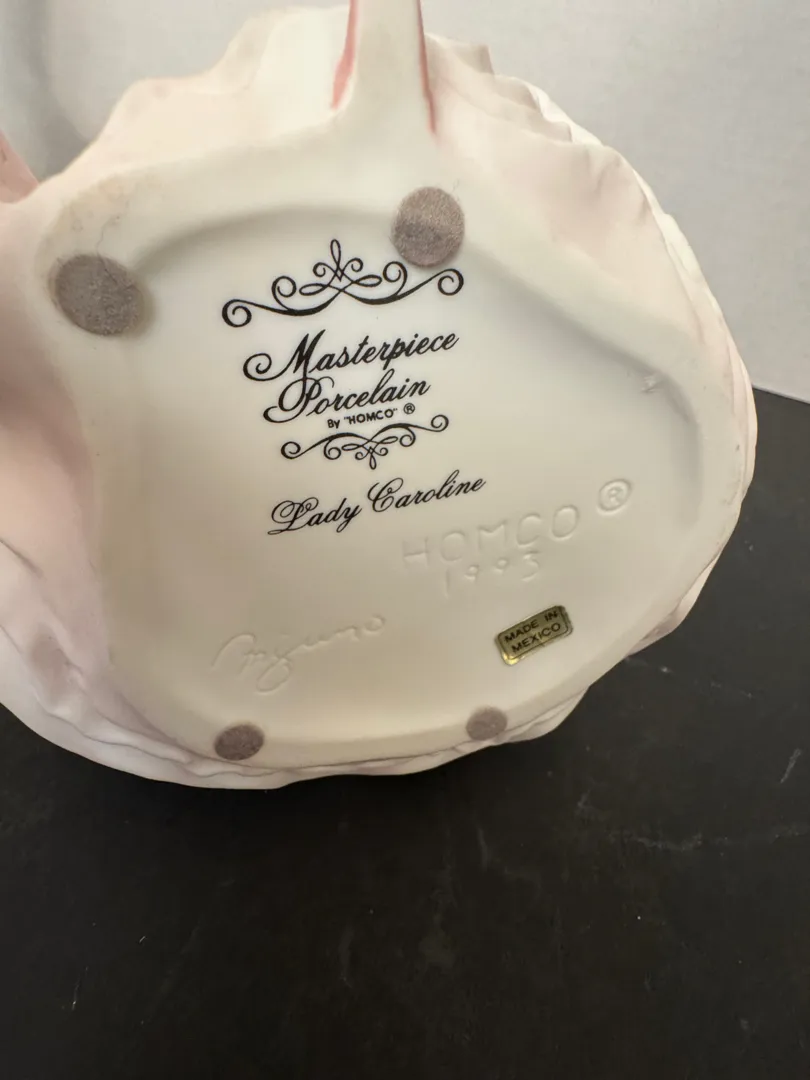 Masterpiece
Porcelain
By "HOMCO" ®
Lady Caroline
HOMCO ®
1993
MADE IN
MEXICO